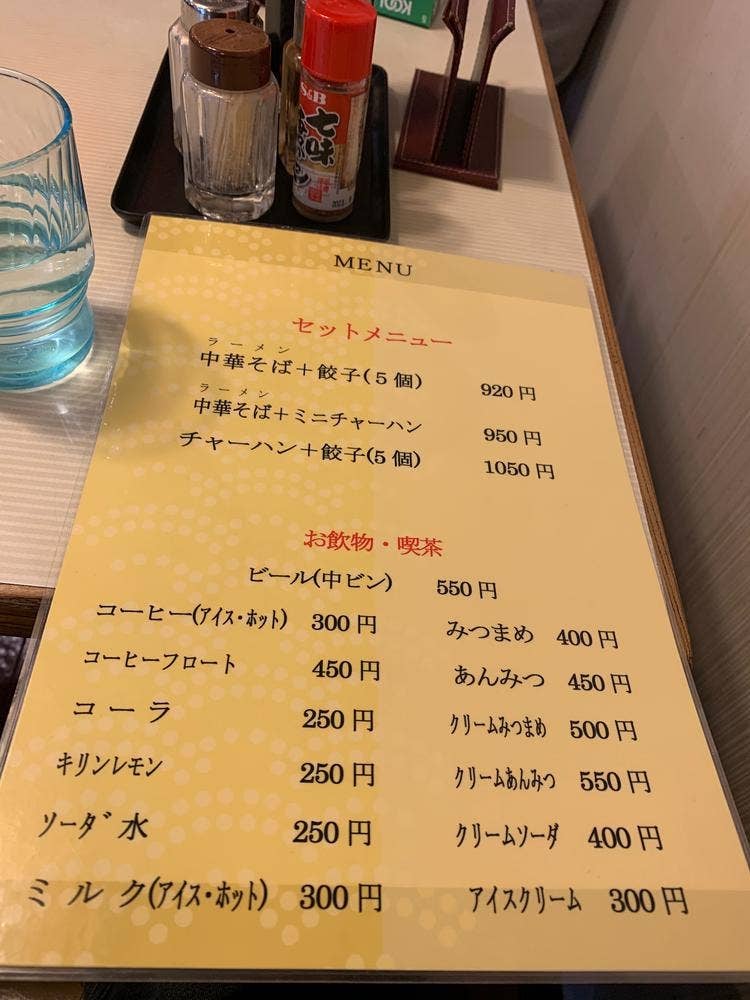 KOOL
S&B
七味
MENU
セットメニュー
ラーメン
中華そば＋餃子(5個) 920円
ラーメン
中華そば＋ミニチャーハン 950円
チャーハン＋餃子(5個) 1050円
お飲物・喫茶
ビール(中ビン) 550円
コーヒー(アイス・ホット) 300円
コーヒーフロート 450円
コーラ 250円
キリンレモン 250円
ソーダ水 250円
ミルク(アイス・ホット) 300円
みつまめ 400円
あんみつ 450円
クリームみつまめ 500円
クリームあんみつ 550円
クリームソーダ 400円
アイスクリーム 300円